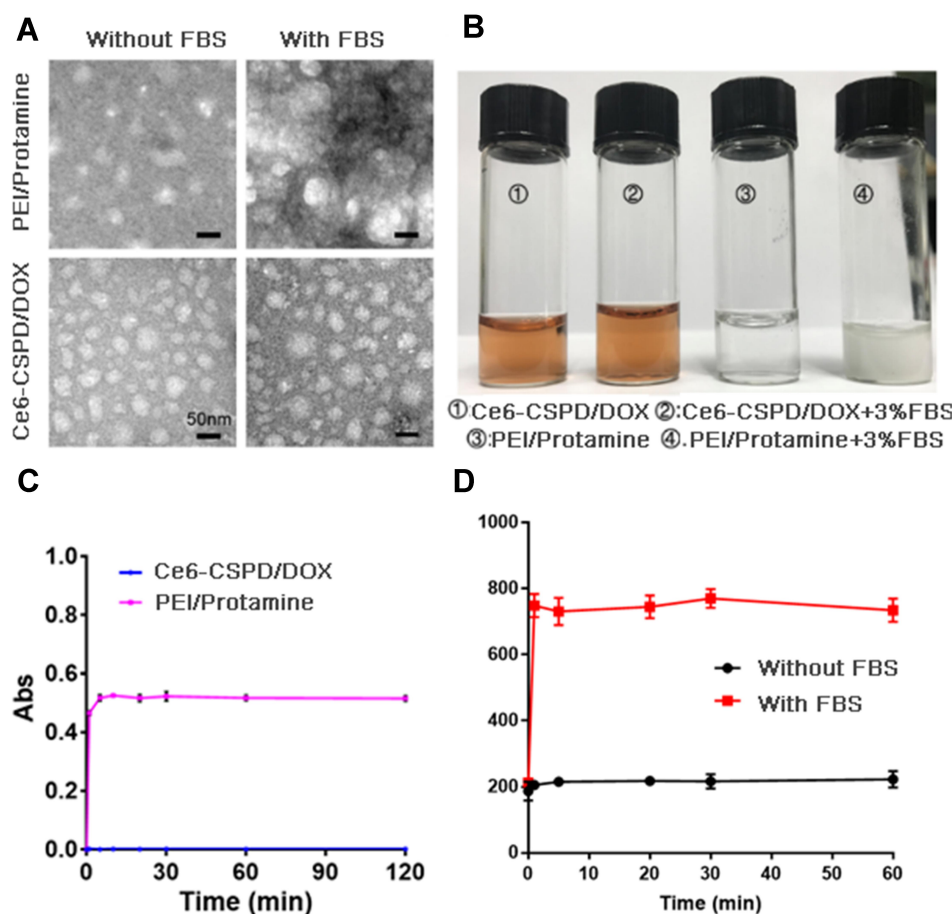 A
Without FBS
With FBS
PEI/Protamine
Ce6-CSPD/DOX
50nm
B
①
②
③
④
①:Ce6-CSPD/DOX ②:Ce6-CSPD/DOX+3%FBS
③:PEI/Protamine ④.PEI/Protamine+3%FBS
C
1.0
0.8
0.6
0.4
0.2
0.0
Abs
Ce6-CSPD/DOX
PEI/Protamine
0 30 60 90 120
Time (min)
D
1000
800
600
400
200
0
Without FBS
With FBS
0 10 20 30 40 50 60
Time (min)